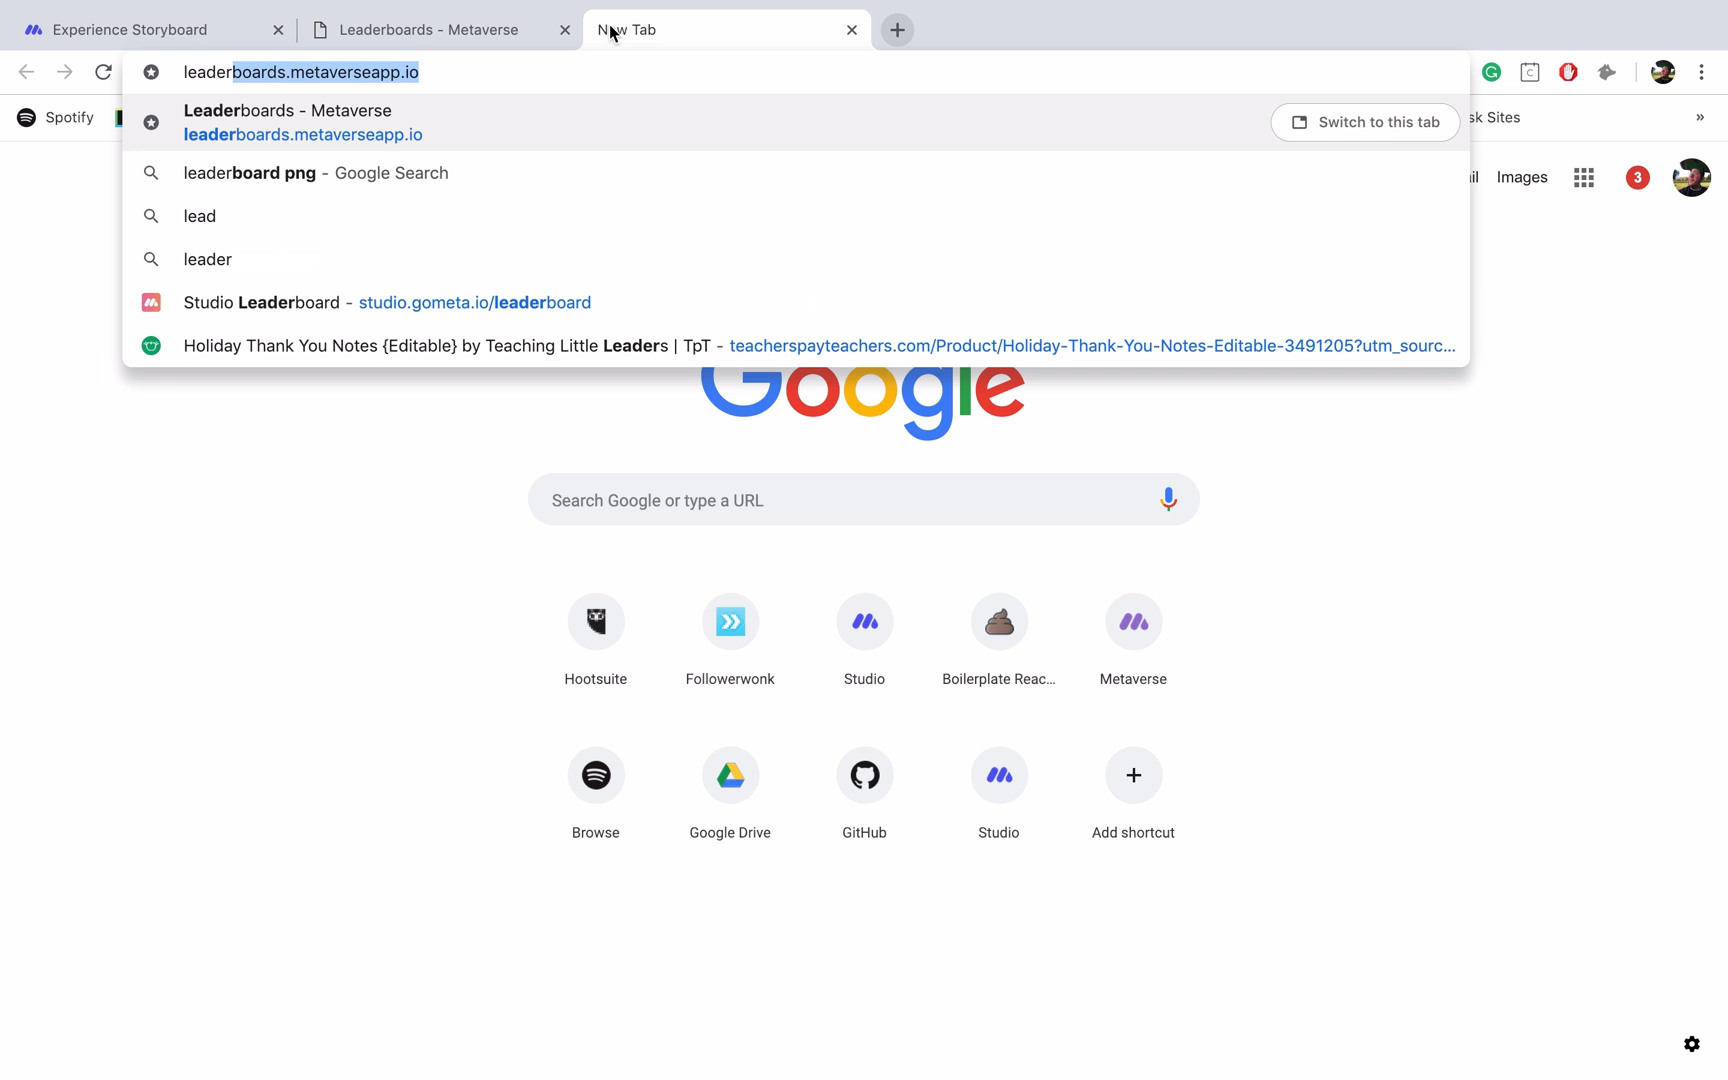 Experience Storyboard
Leaderboards - Metaverse
New Tab
leaderboards.metaverseapp.io
Leaderboards - Metaverse
leaderboards.metaverseapp.io
Switch to this tab
Spotify
sk Sites
»
leaderboard png - Google Search
il
Images
3
lead
leader
Studio Leaderboard - studio.gometa.io/leaderboard
Holiday Thank You Notes {Editable} by Teaching Little Leaders | TpT - teacherspayteachers.com/Product/Holiday-Thank-You-Notes-Editable-3491205?utm_sourc...
Google
Search Google or type a URL
Hootsuite
Followerwonk
Studio
Boilerplate Reac...
Metaverse
Browse
Google Drive
GitHub
Studio
Add shortcut